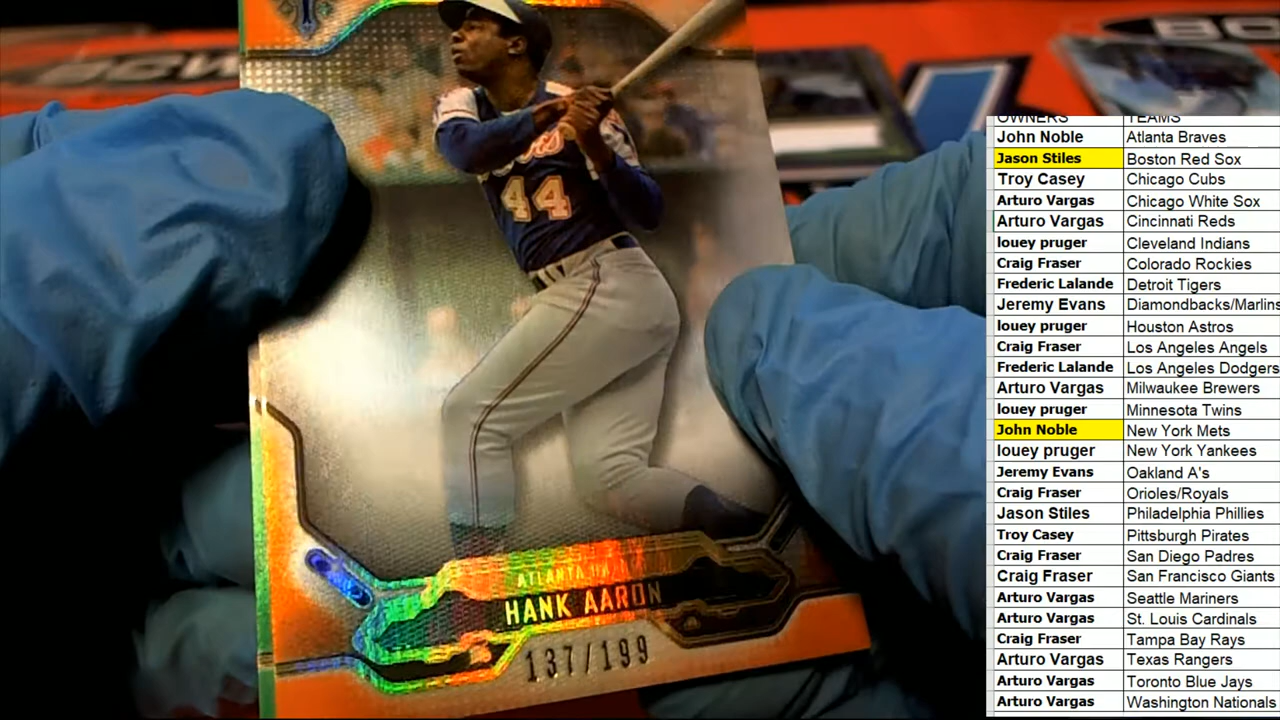 BCW
BC
44
ATLANTA
HANK AARON
137/199
OWNERS TEAMS
John Noble Atlanta Braves
Jason Stiles Boston Red Sox
Troy Casey Chicago Cubs
Arturo Vargas Chicago White Sox
Arturo Vargas Cincinnati Reds
louey pruger Cleveland Indians
Craig Fraser Colorado Rockies
Frederic Lalande Detroit Tigers
Jeremy Evans Diamondbacks/Marlins
louey pruger Houston Astros
Craig Fraser Los Angeles Angels
Frederic Lalande Los Angeles Dodgers
Arturo Vargas Milwaukee Brewers
louey pruger Minnesota Twins
John Noble New York Mets
louey pruger New York Yankees
Jeremy Evans Oakland A's
Craig Fraser Orioles/Royals
Jason Stiles Philadelphia Phillies
Troy Casey Pittsburgh Pirates
Craig Fraser San Diego Padres
Craig Fraser San Francisco Giants
Arturo Vargas Seattle Mariners
Arturo Vargas St. Louis Cardinals
Craig Fraser Tampa Bay Rays
Arturo Vargas Texas Rangers
Arturo Vargas Toronto Blue Jays
Arturo Vargas Washington Nationals